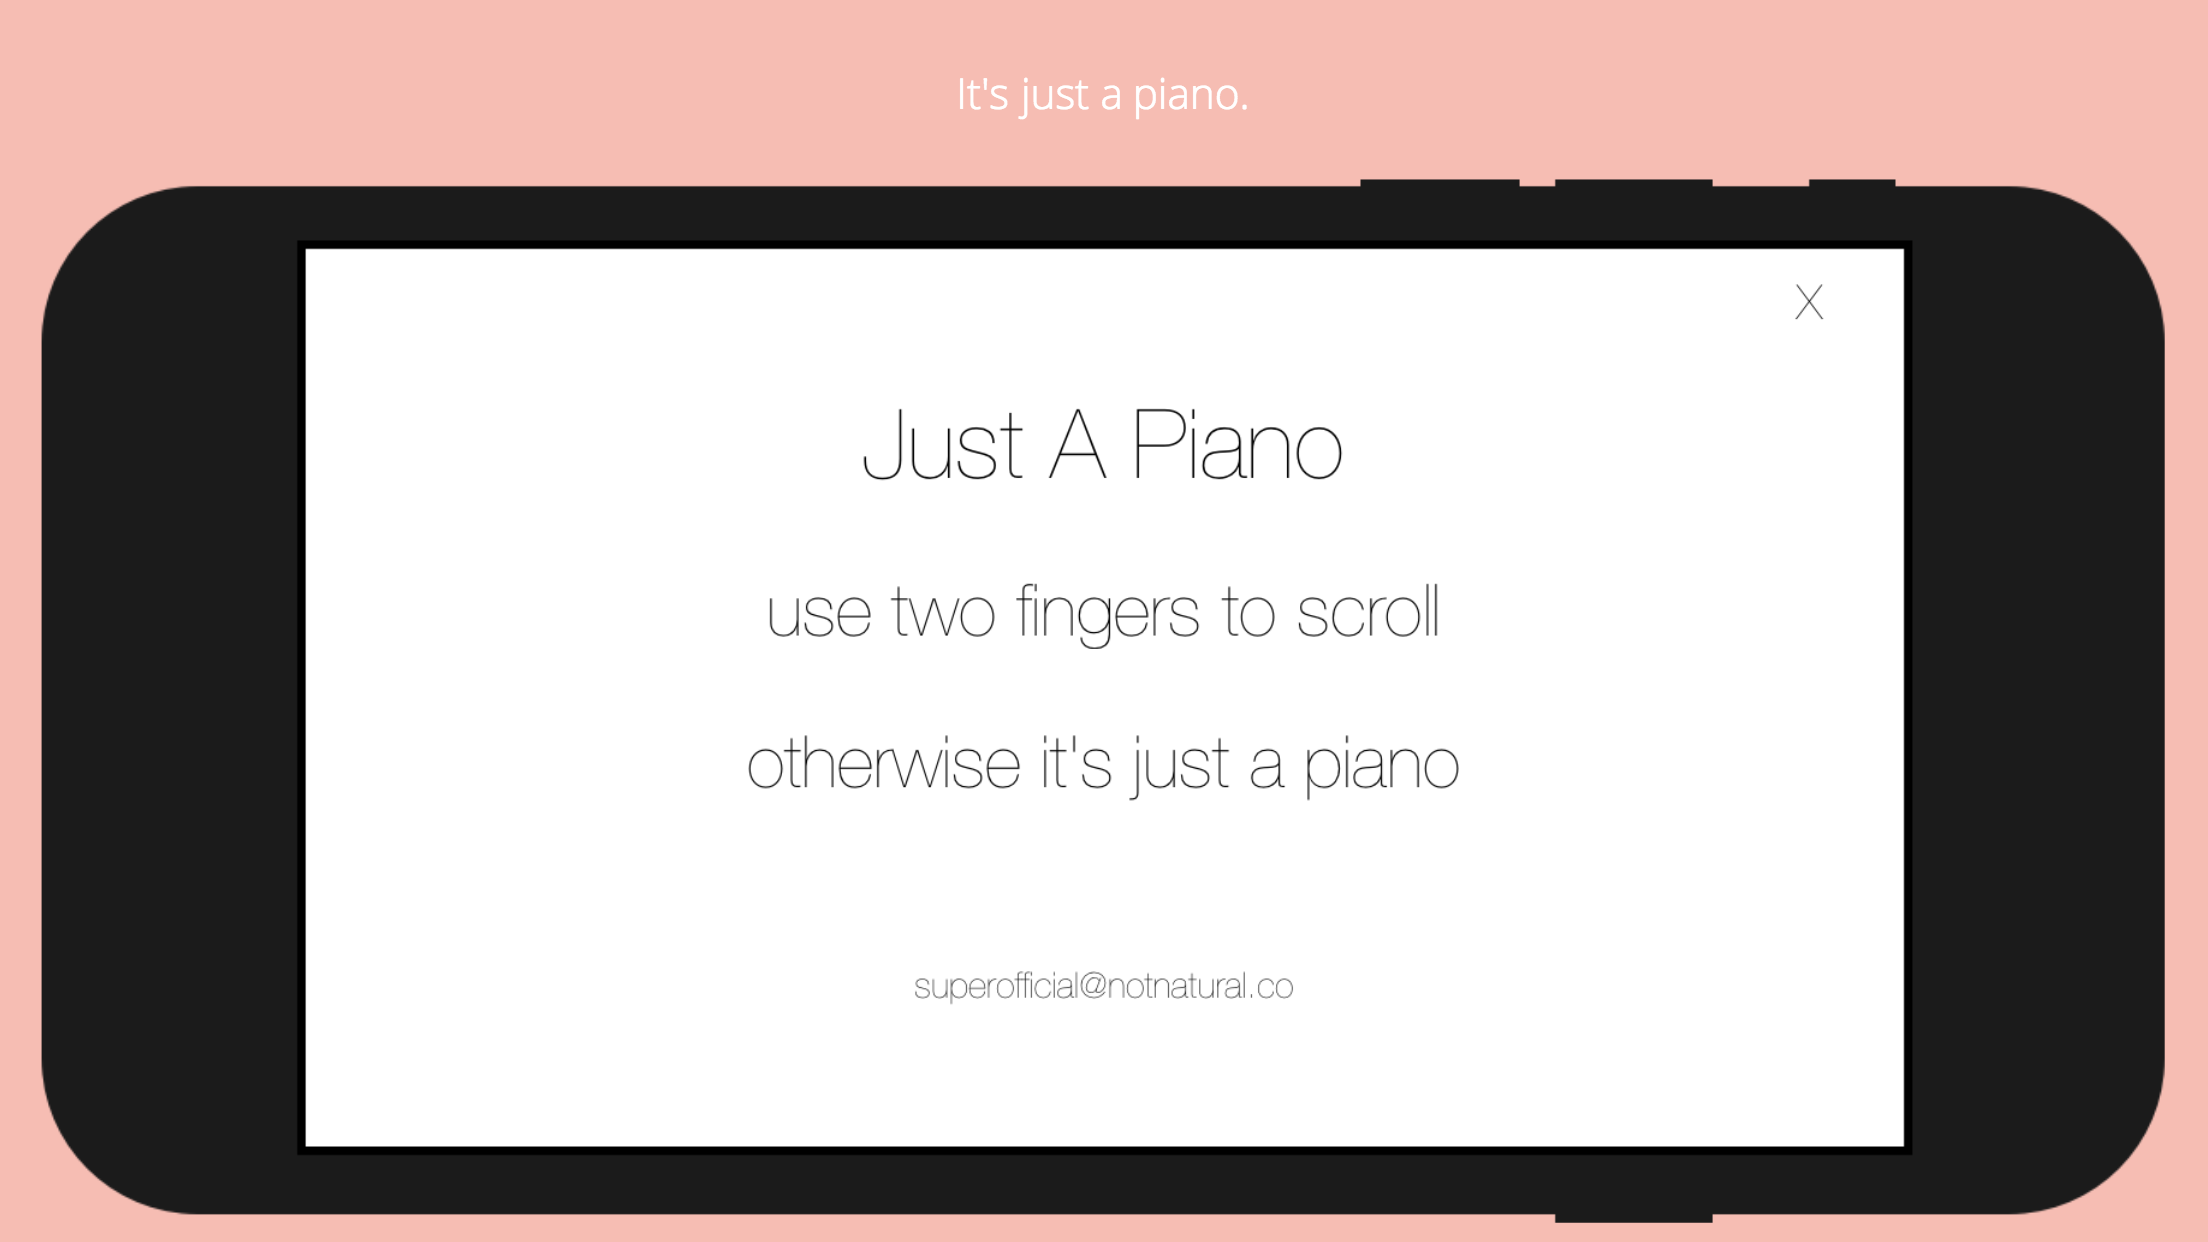 It's just a piano.
X
Just A Piano
use two fingers to scroll
otherwise it's just a piano
superofficial@notnatural.co